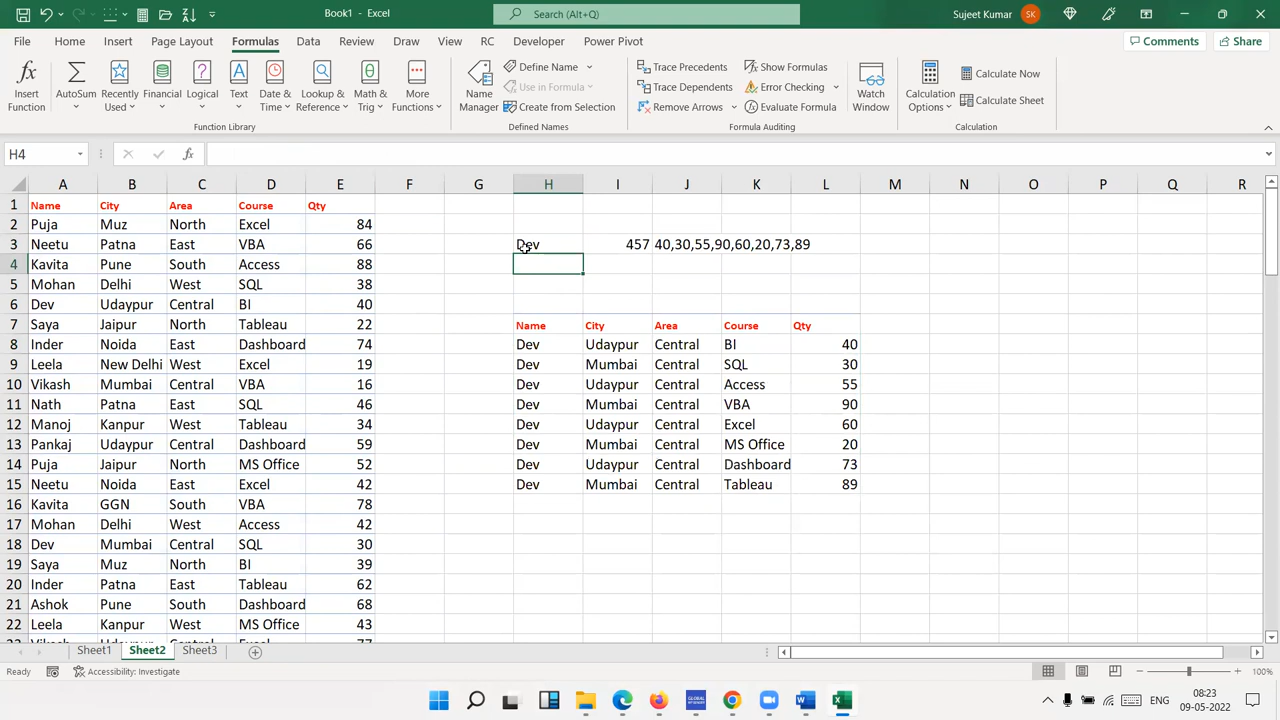 Book1 - Excel
Search (Alt+Q)
Sujeet Kumar SK
File Home Insert Page Layout Formulas Data Review View Draw View RC Developer Power Pivot Comments Share
Insert Function
AutoSum
Recently Used
Financial
Logical
Text
Date & Time
Lookup & Reference
Math & Trig
More Functions
Function Library
Name Manager
Define Name
Use in Formula
Create from Selection
Defined Names
Trace Precedents
Trace Dependents
Remove Arrows
Show Formulas
Error Checking
Evaluate Formula
Formula Auditing
Watch Window
Calculation Options
Calculate Now
Calculate Sheet
Calculation
H4 fx
A B C D E F G H I J K L M N O P Q R
1 Name City Area Course Qty
2 Puja Muz North Excel 84
3 Neetu Patna East VBA 66 Dev 457 40,30,55,90,60,20,73,89
4 Kavita Pune South Access 88
5 Mohan Delhi West SQL 38
6 Dev Udaypur Central BI 40
7 Saya Jaipur North Tableau 22 Name City Area Course Qty
8 Inder Noida East Dashboard 74 Dev Udaypur Central BI 40
9 Leela New Delhi West Excel 19 Dev Mumbai Central SQL 30
10 Vikash Mumbai Central VBA 16 Dev Udaypur Central Access 55
11 Nath Patna East SQL 46 Dev Mumbai Central VBA 90
12 Manoj Kanpur West Tableau 34 Dev Udaypur Central Excel 60
13 Pankaj Udaypur Central Dashboard 59 Dev Mumbai Central MS Office 20
14 Puja Jaipur North MS Office 52 Dev Udaypur Central Dashboard 73
15 Neetu Noida East Excel 42 Dev Mumbai Central Tableau 89
16 Kavita GGN South VBA 78
17 Mohan Delhi West Access 42
18 Dev Mumbai Central SQL 30
19 Saya Muz North BI 39
20 Inder Patna East Tableau 62
21 Ashok Pune South Dashboard 68
22 Leela Kanpur West MS Office 43
Sheet1 Sheet2 Sheet3
Ready Accessibility: Investigate 100%
ENG 08:23
09-05-2022